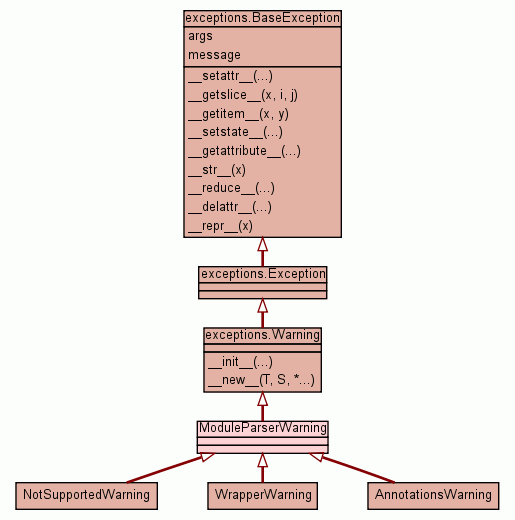 exceptions.BaseException
args
message
__setattr__(...)
__getslice__(x, i, j)
__getitem__(x, y)
__setstate__(...)
__getattribute__(...)
__str__(x)
__reduce__(...)
__delattr__(...)
__repr__(x)
exceptions.Exception
exceptions.Warning
__init__(...)
__new__(T, S, *...)
ModuleParserWarning
NotSupportedWarning
WrapperWarning
AnnotationsWarning